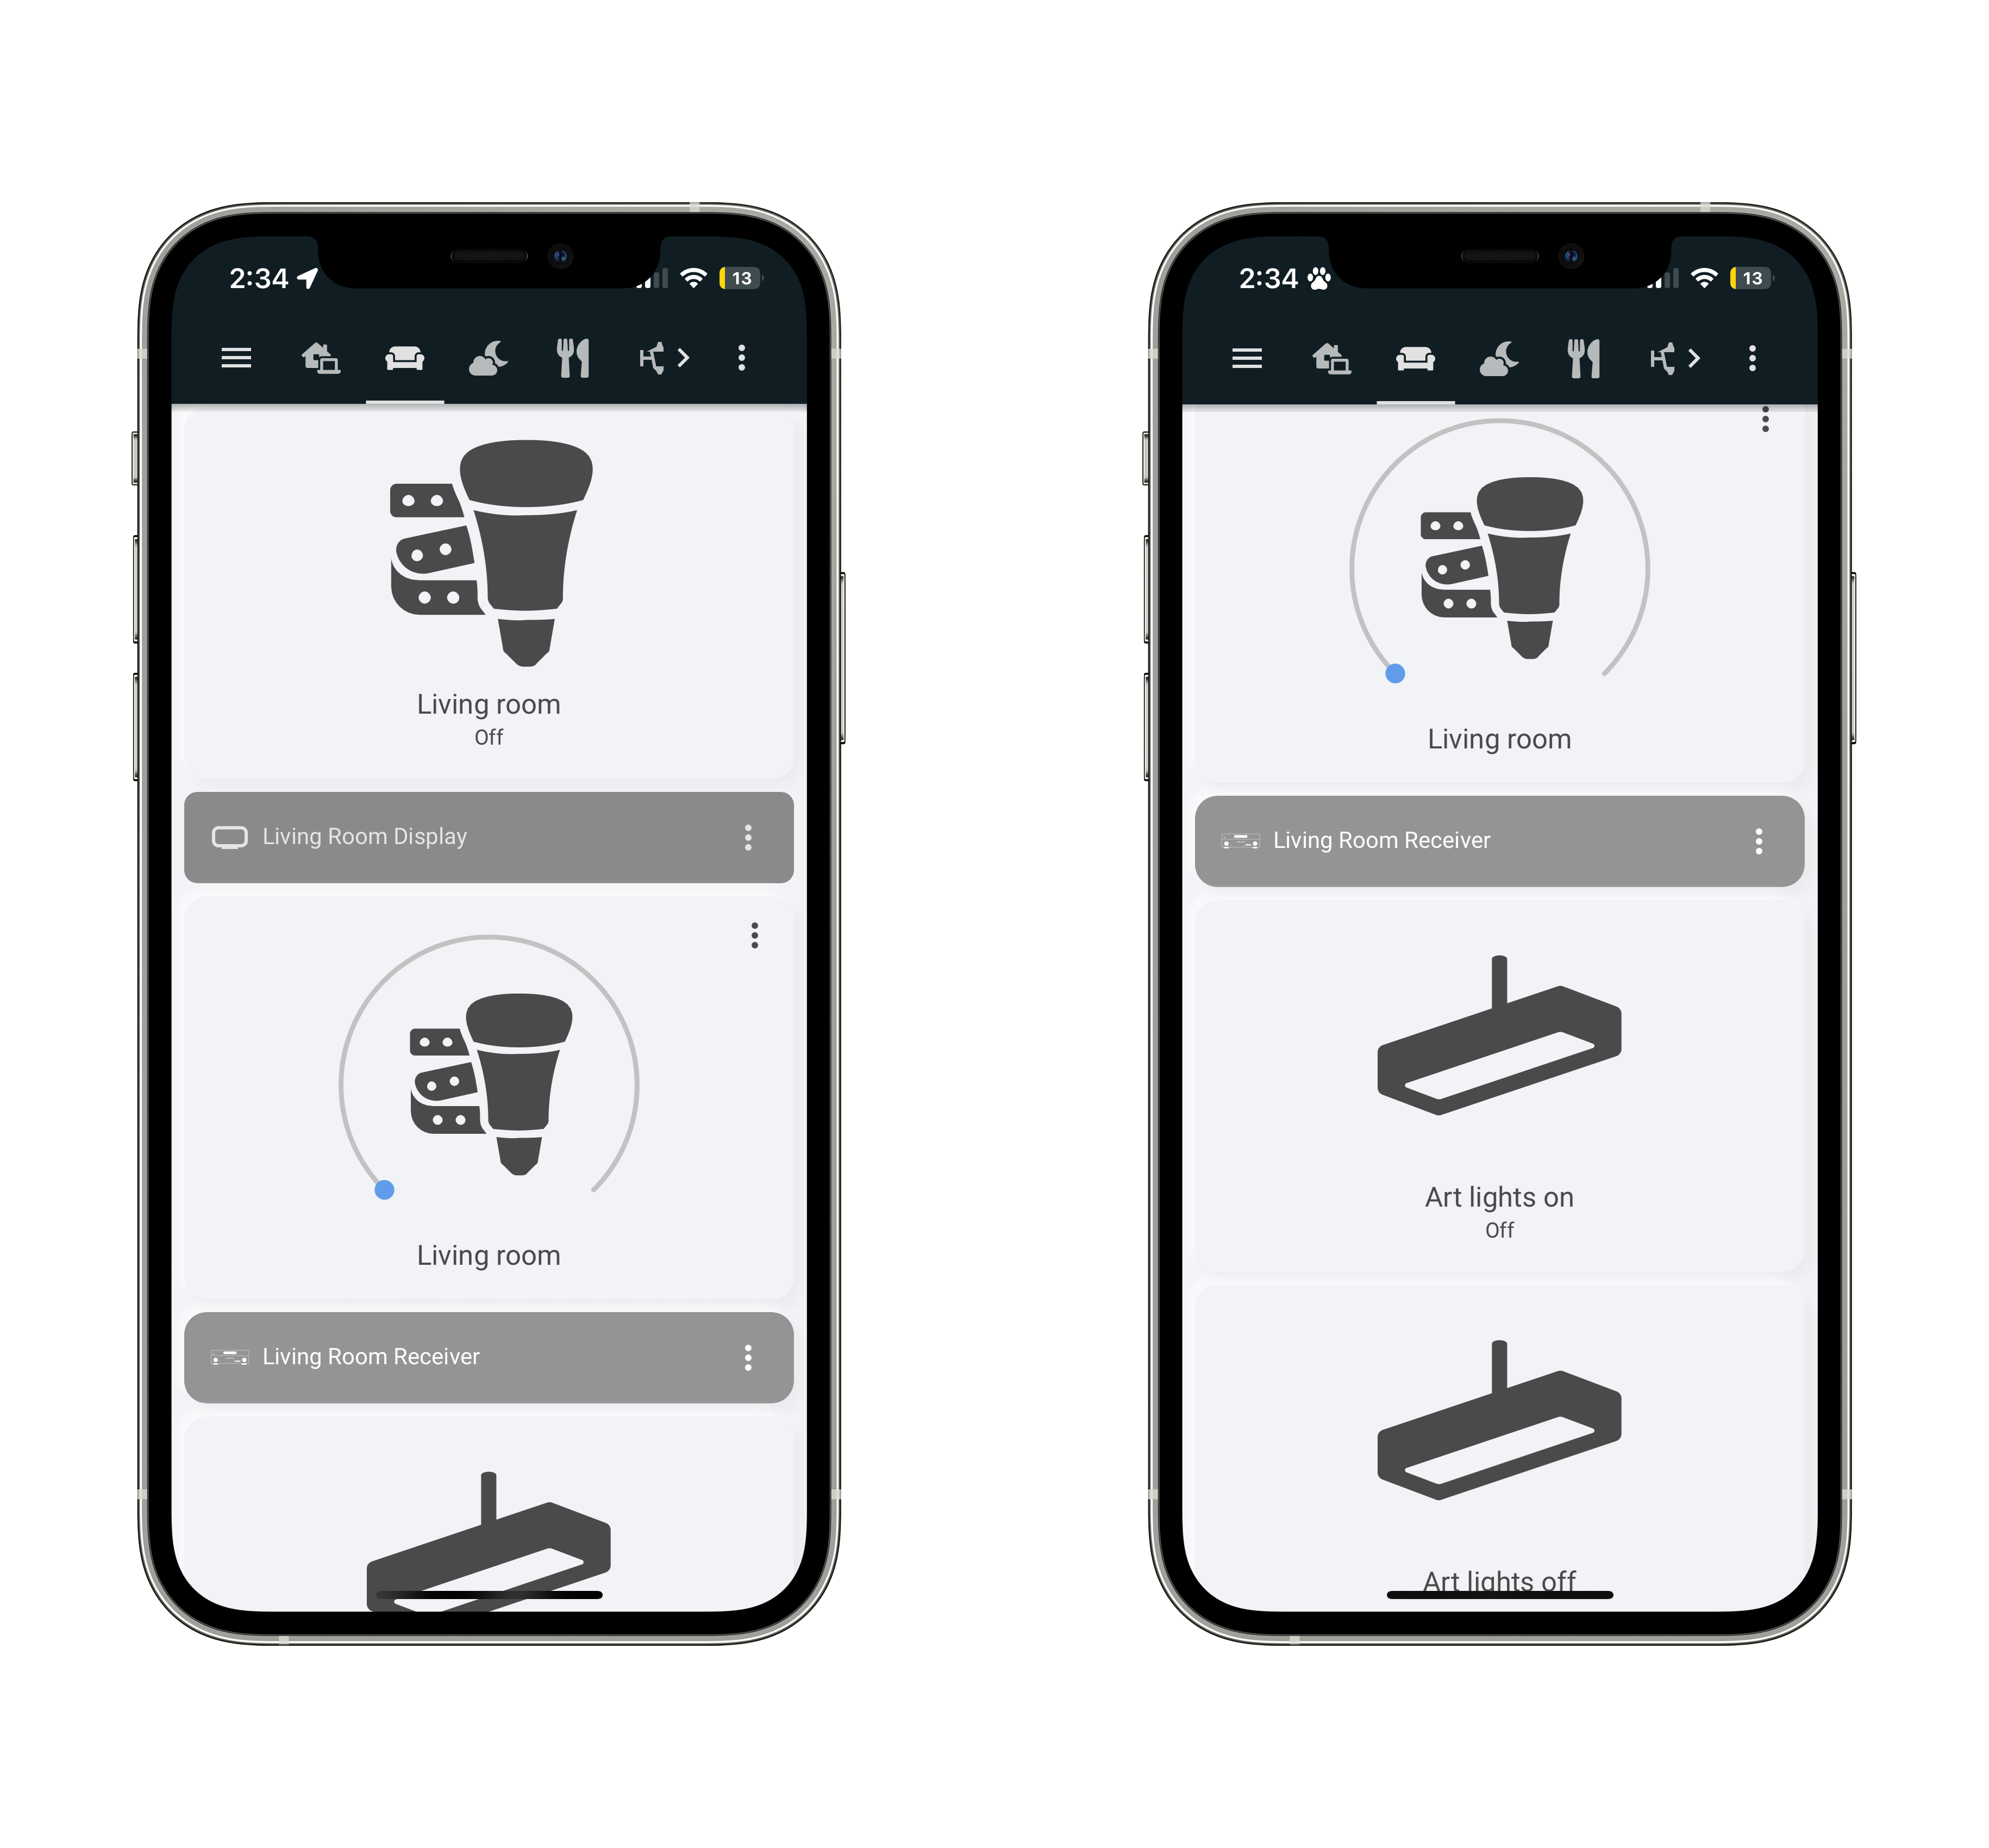 2:34
13
Living room
Off
Living Room Display
Living room
Living Room Receiver
2:34
13
Living room
Living Room Receiver
Art lights on
Off
Art lights off